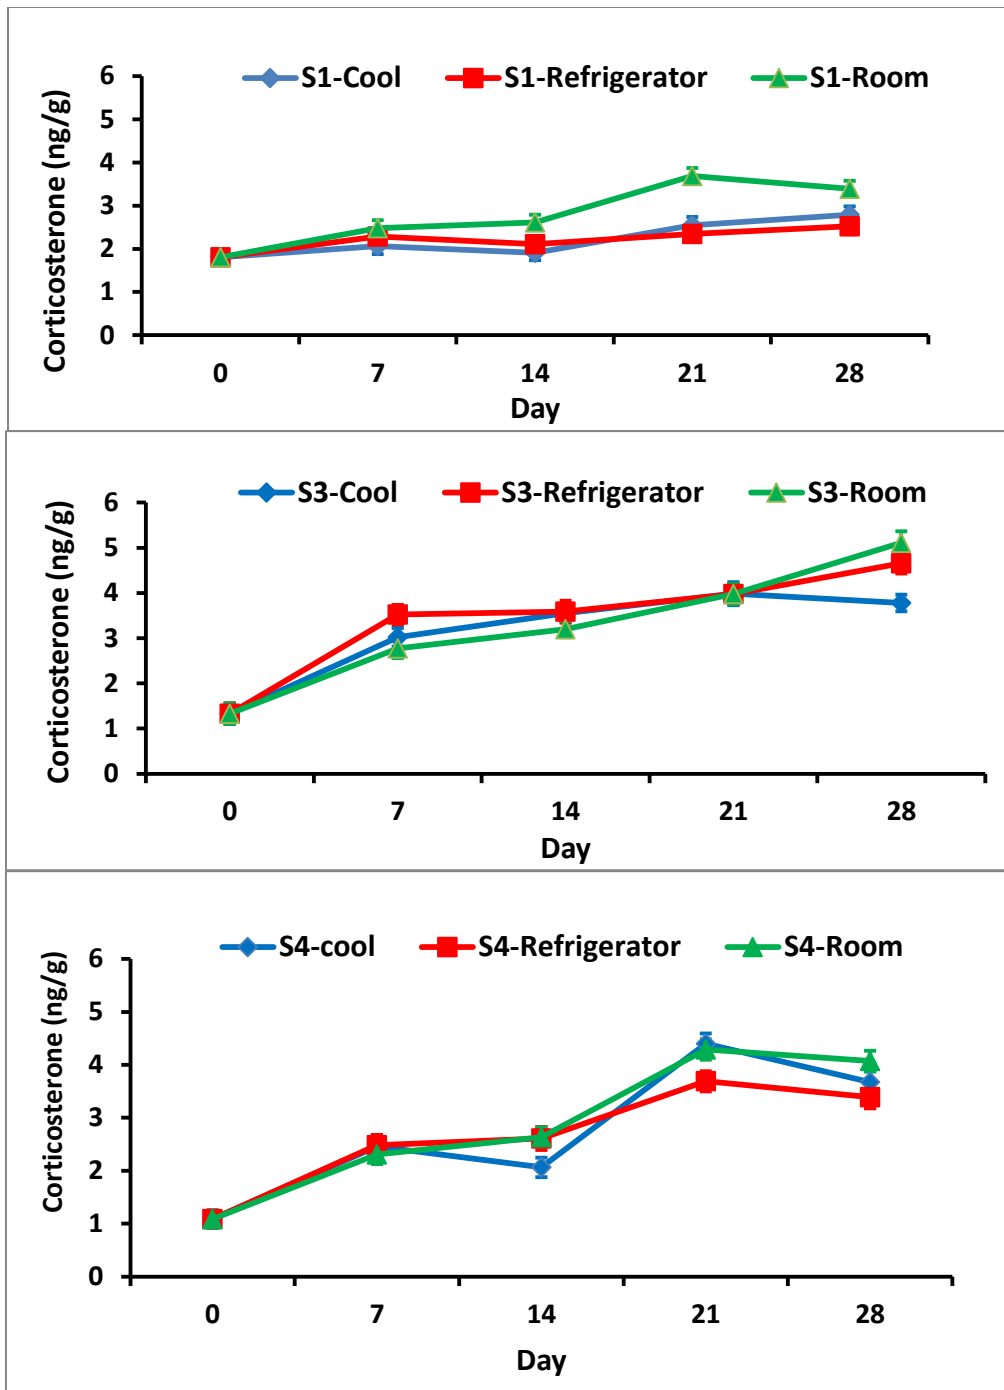 S1-Cool S1-Refrigerator S1-Room
Corticosterone (ng/g)
6
5
4
3
2
1
0
0 7 14 21 28
Day
S3-Cool S3-Refrigerator S3-Room
Corticosterone (ng/g)
6
5
4
3
2
1
0
0 7 14 21 28
Day
S4-cool S4-Refrigerator S4-Room
Corticosterone (ng/g)
6
5
4
3
2
1
0
0 7 14 21 28
Day